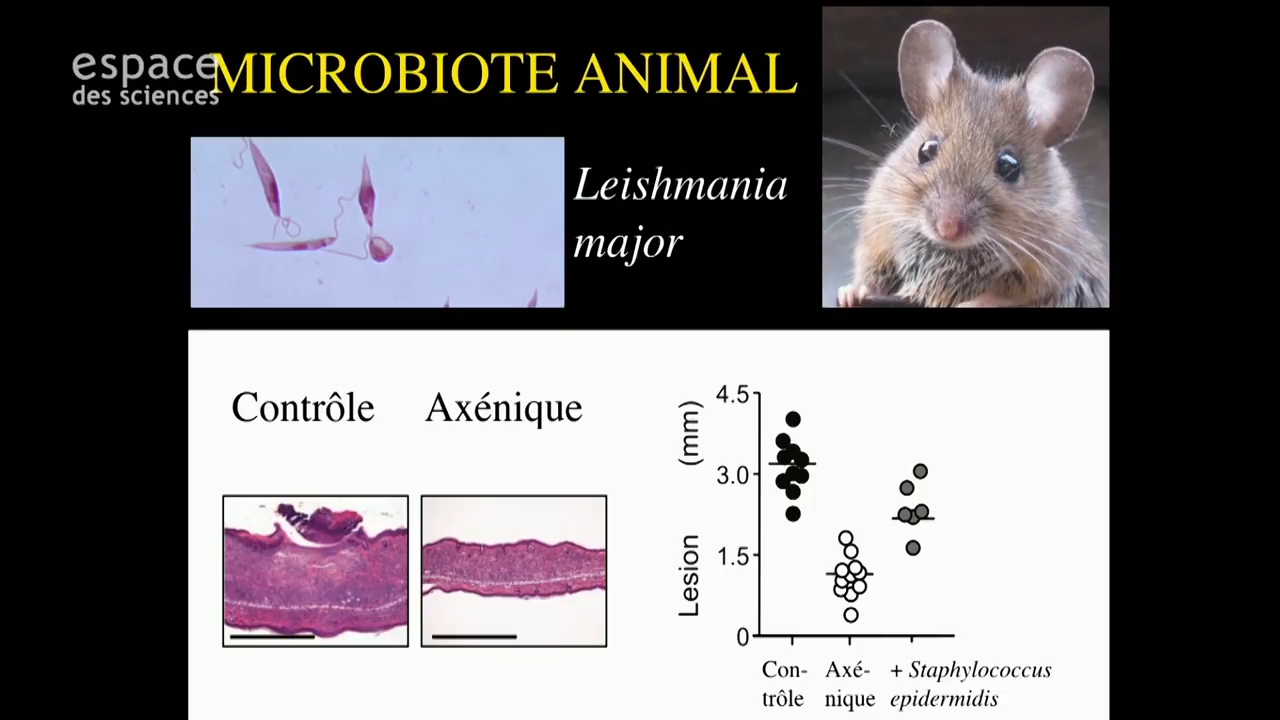 espace
des sciences
MICROBIOTE ANIMAL
Leishmania
major
Contrôle
Axénique
Lesion (mm)
4.5
3.0
1.5
0
Con-
trôle
Axé-
nique
+ Staphylococcus
epidermidis